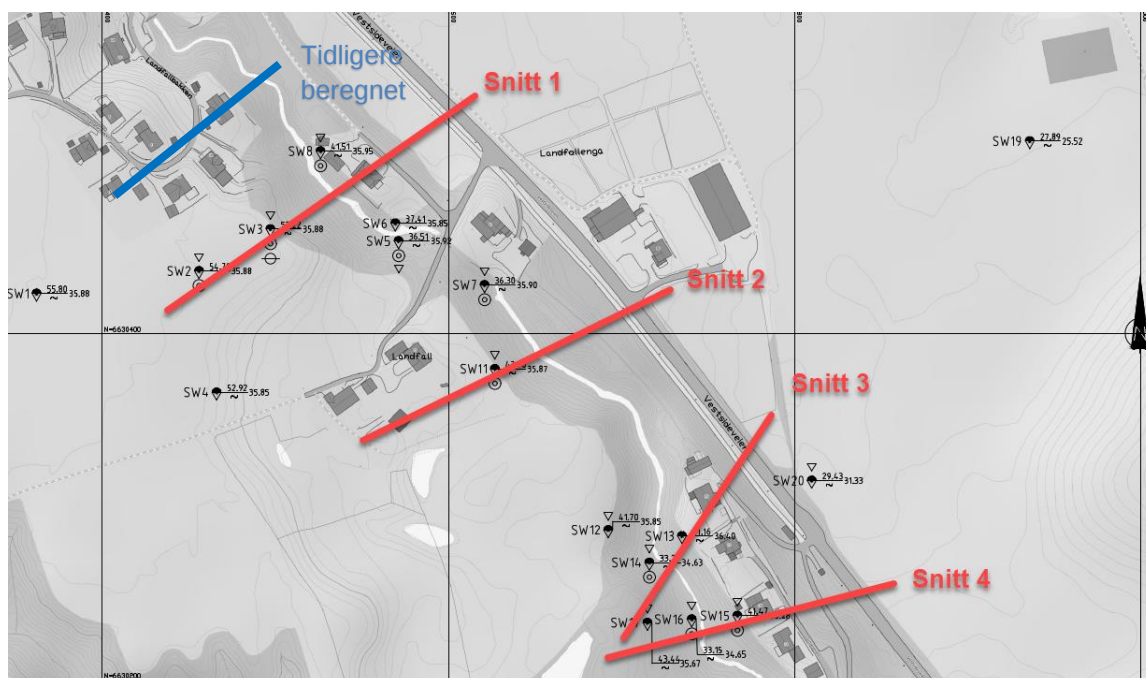 Tidligere
beregnet
Snitt 1
Landfallbakken
SW8 41.51 35.95
Landfallenga
SW19 27.89 25.52
SW3 35.88
SW6 37.41 35.85
SW5 36.51 35.92
SW2 35.88
SW1 55.80 35.88
SW7 36.30 35.90
Snitt 2
N=6630400
Landfall
SW11 35.87
SW4 52.92 35.85
Snitt 3
Vestsideveien
SW20 29.43 31.33
SW12 41.70 35.85
SW13 36.40
SW14 34.63
Snitt 4
SW16 33.15 34.65
SW15 41.47
43.44 35.67
N=6630200
N